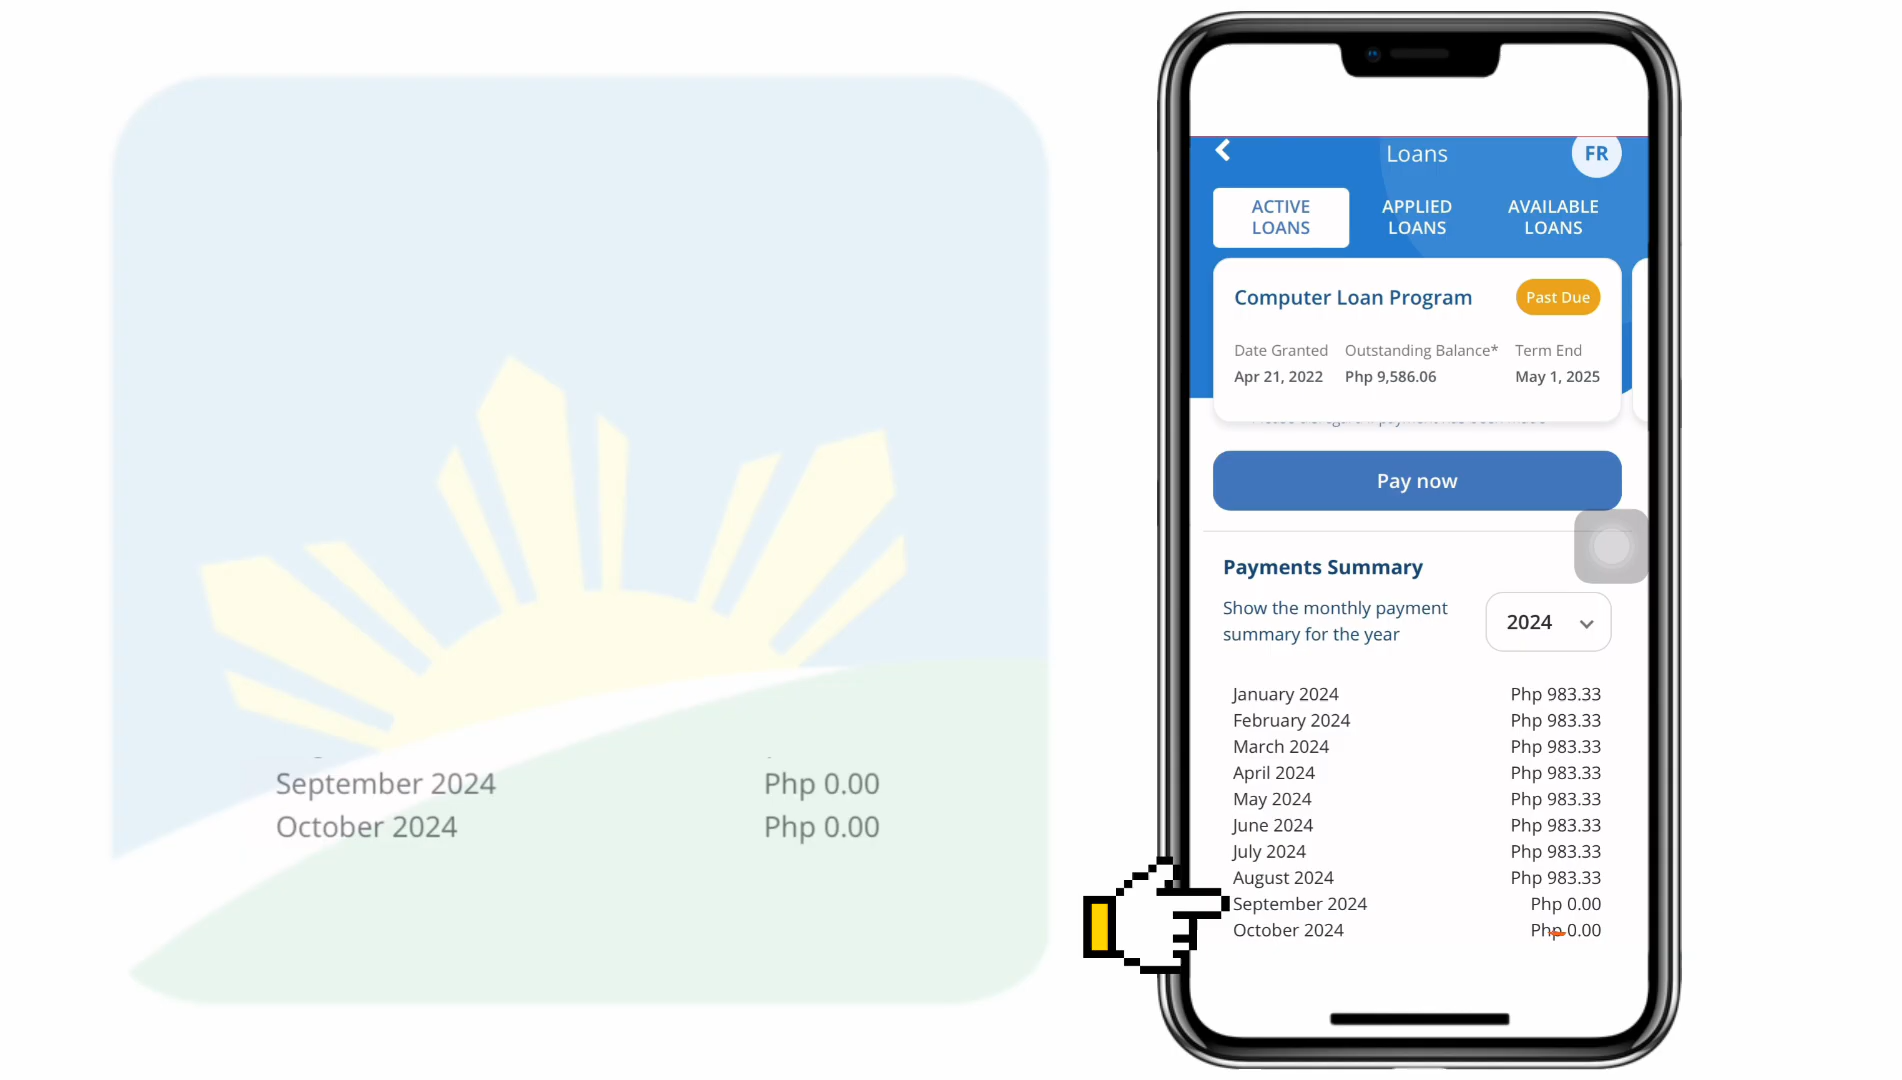 Loans
FR
ACTIVE LOANS
APPLIED LOANS
AVAILABLE LOANS
Computer Loan Program
Past Due
Date Granted Outstanding Balance* Term End
Apr 21, 2022 Php 9,586.06 May 1, 2025
Pay now
Payments Summary
Show the monthly payment
summary for the year
2024
January 2024 Php 983.33
February 2024 Php 983.33
March 2024 Php 983.33
April 2024 Php 983.33
May 2024 Php 983.33
June 2024 Php 983.33
July 2024 Php 983.33
August 2024 Php 983.33
September 2024 Php 0.00
October 2024 Php 0.00
September 2024 Php 0.00
October 2024 Php 0.00